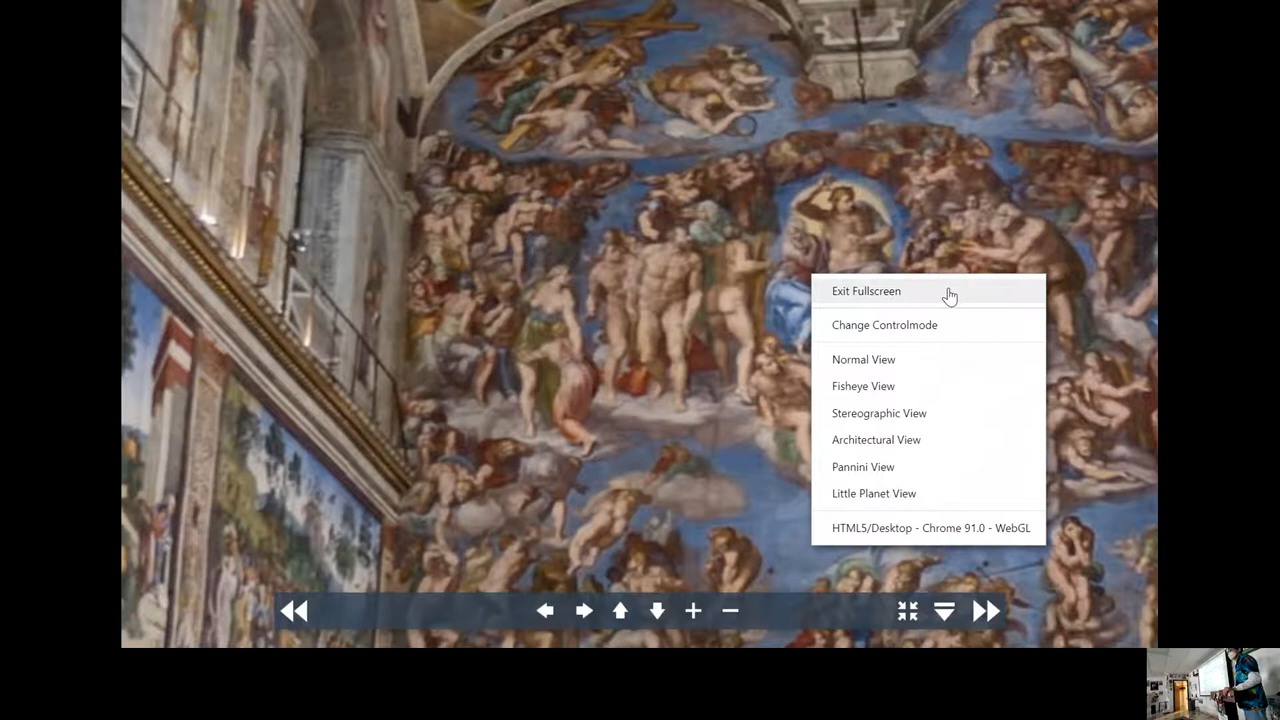 Exit Fullscreen
Change Controlmode
Normal View
Fisheye View
Stereographic View
Architectural View
Pannini View
Little Planet View
HTML5/Desktop - Chrome 91.0 - WebGL